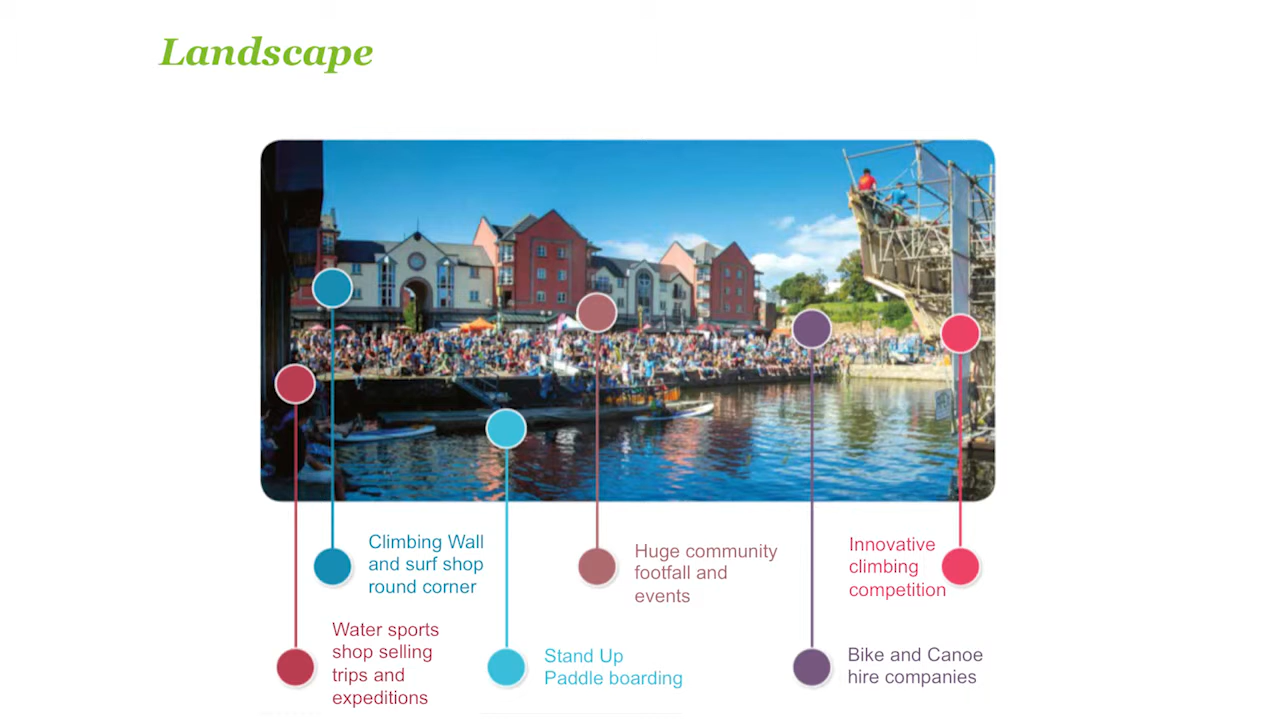 Landscape
Climbing Wall
and surf shop
round corner
Huge community
footfall and
events
Innovative
climbing
competition
Water sports
shop selling
trips and
expeditions
Stand Up
Paddle boarding
Bike and Canoe
hire companies